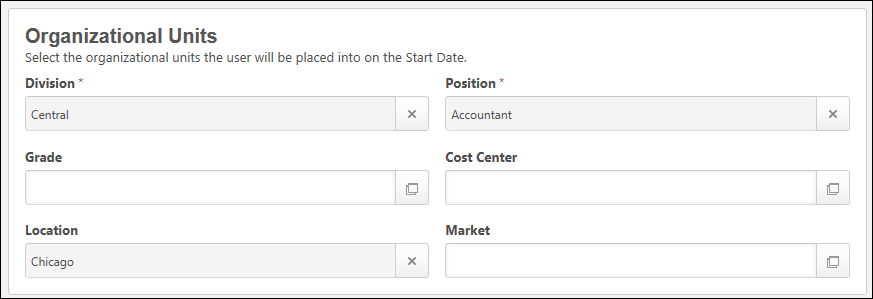 Organizational Units
Select the organizational units the user will be placed into on the Start Date.
Division * Position *
Central Accountant
Grade Cost Center
Location Market
Chicago